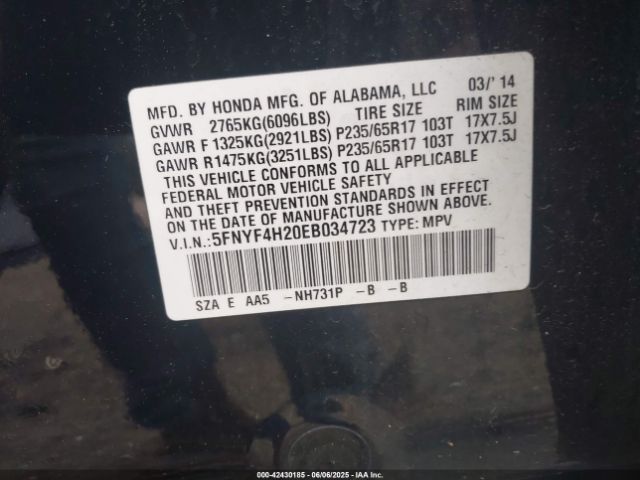 MFD. BY HONDA MFG. OF ALABAMA, LLC 03/'14
GVWR 2765KG(6096LBS) TIRE SIZE RIM SIZE
GAWR F1325KG(2921LBS) P235/65R17 103T 17X7.5J
GAWR R1475KG(3251LBS) P235/65R17 103T 17X7.5J
THIS VEHICLE CONFORMS TO ALL APPLICABLE
FEDERAL MOTOR VEHICLE SAFETY
AND THEFT PREVENTION STANDARDS IN EFFECT
ON THE DATE OF MANUFACTURE SHOWN ABOVE.
V.I.N.:5FNYF4H20EB034723 TYPE: MPV
SZA E AA5 -NH731P -B -B
000-42430185 - 06/06/2025 - IAA Inc.